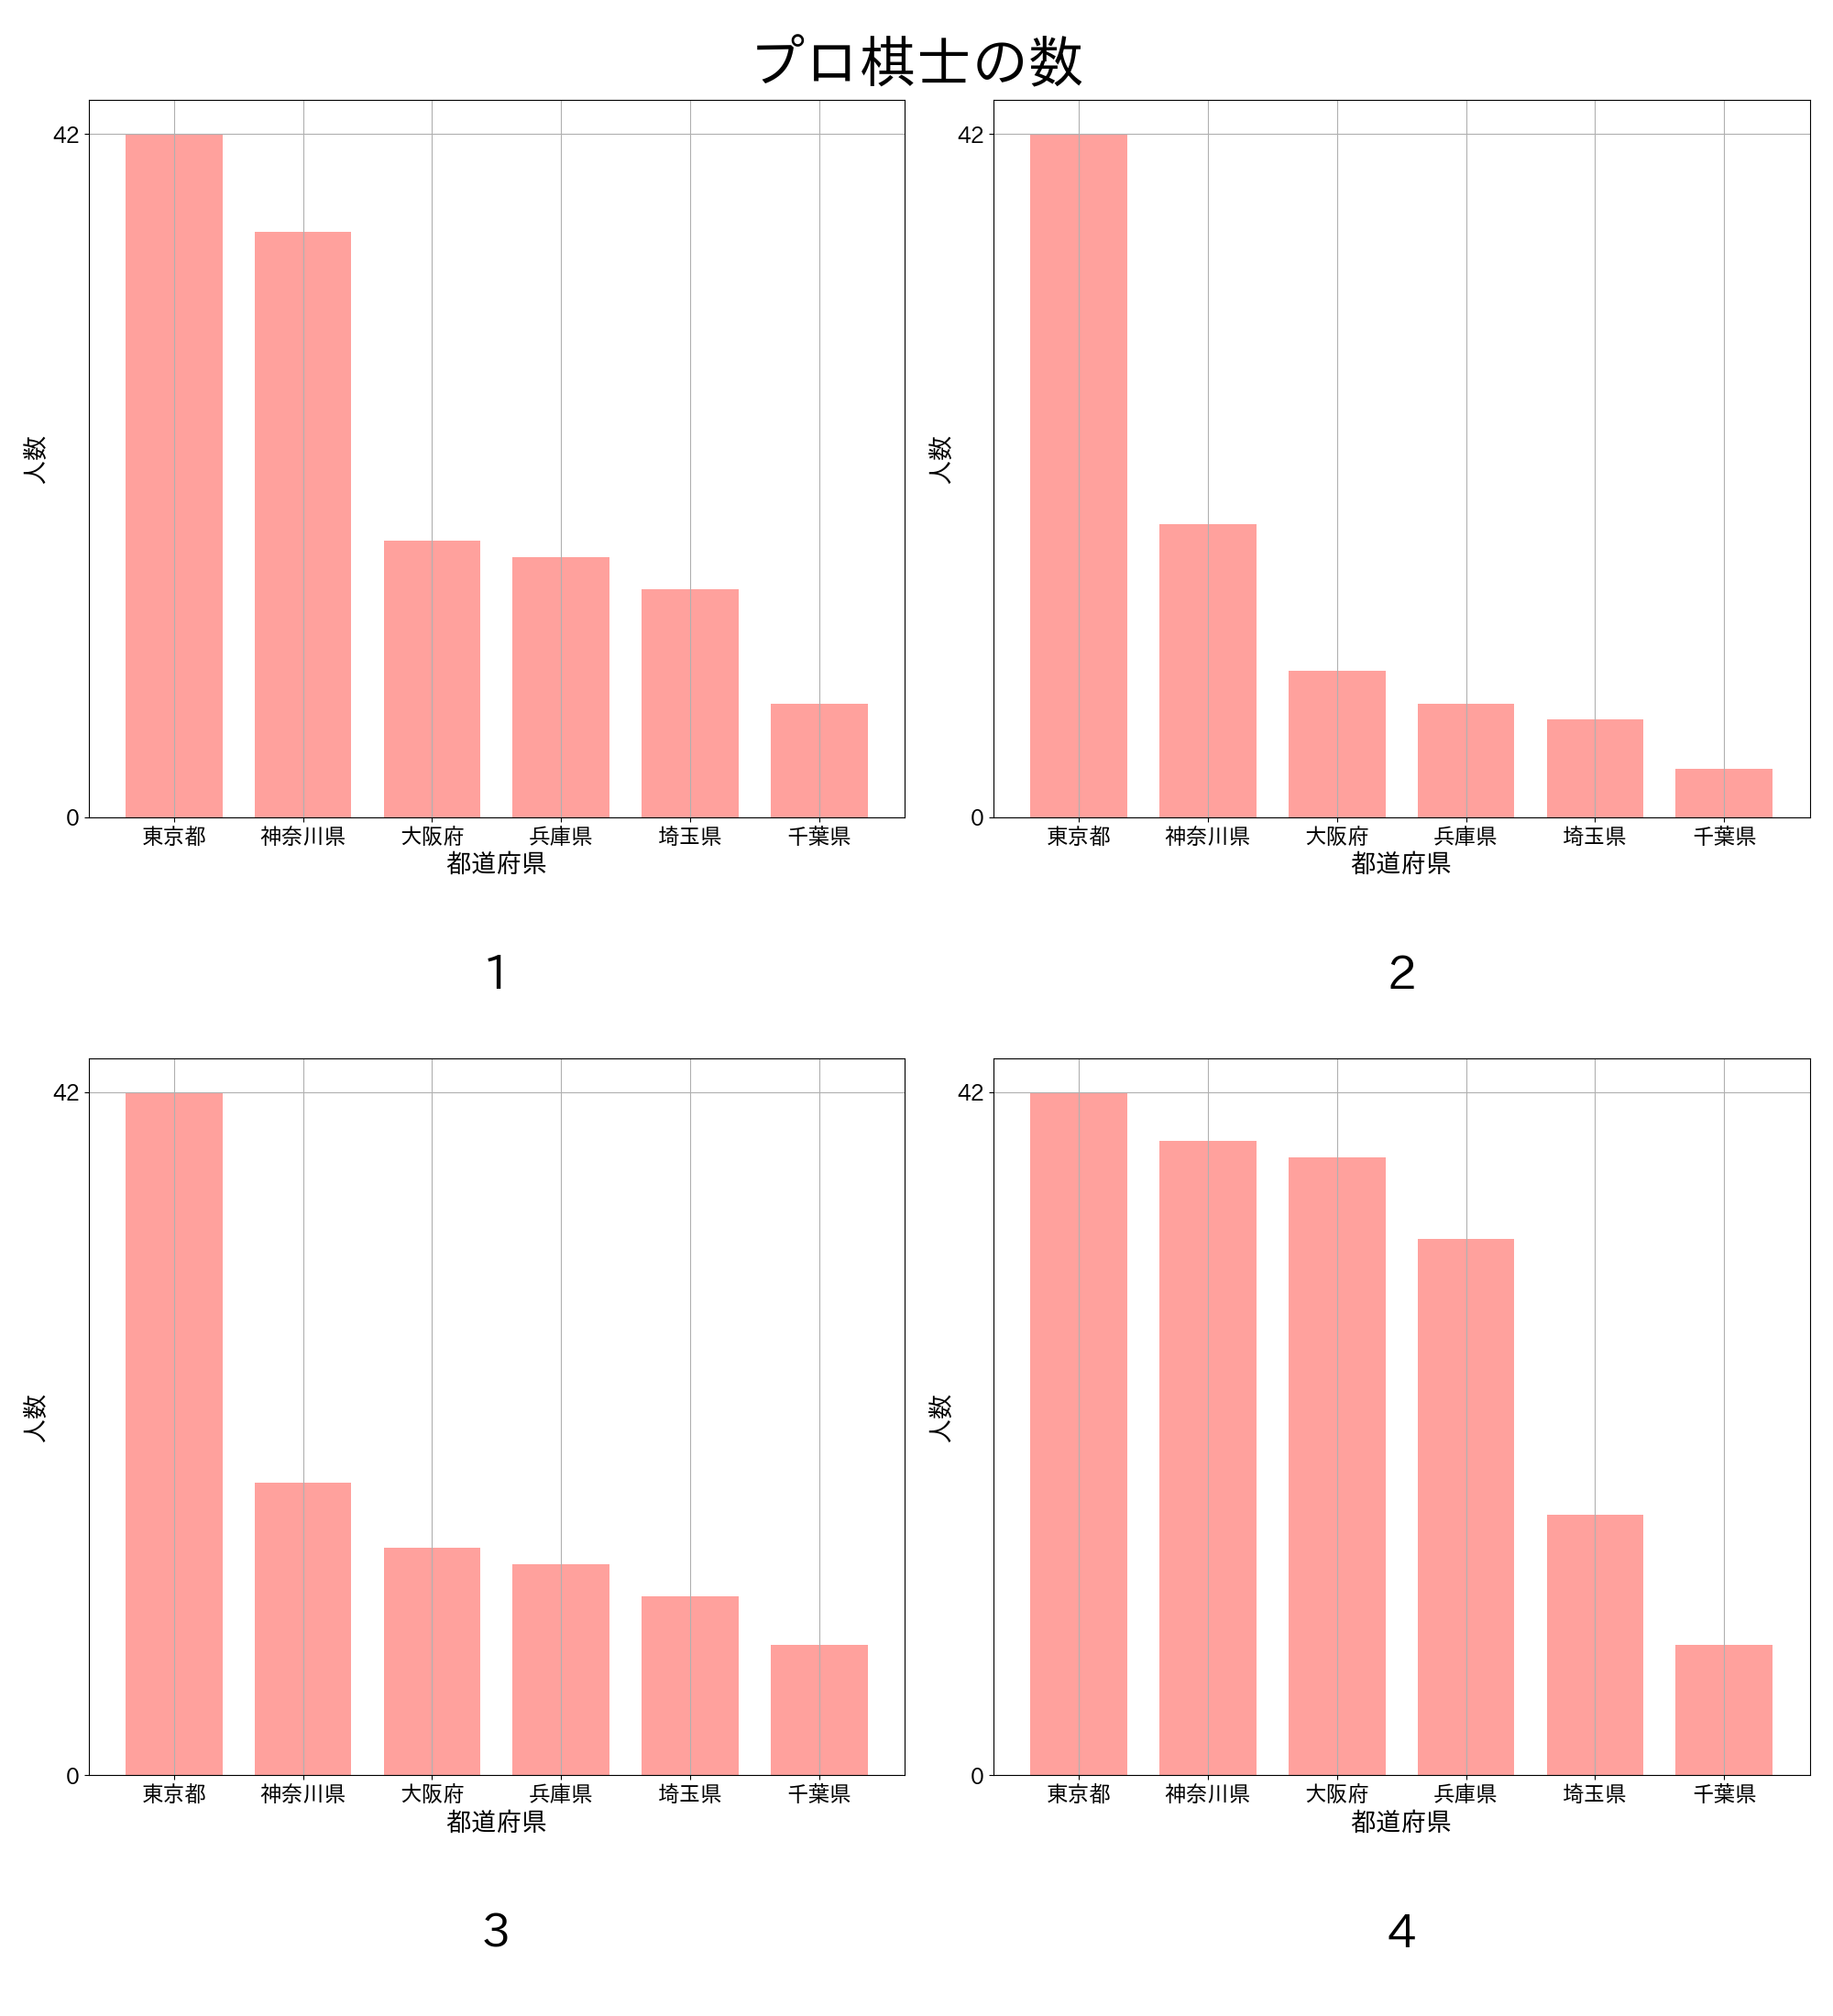 プロ棋士の数
42
人数
0
東京都 神奈川県 大阪府 兵庫県 埼玉県 千葉県
都道府県
1
42
人数
0
東京都 神奈川県 大阪府 兵庫県 埼玉県 千葉県
都道府県
2
42
人数
0
東京都 神奈川県 大阪府 兵庫県 埼玉県 千葉県
都道府県
3
42
人数
0
東京都 神奈川県 大阪府 兵庫県 埼玉県 千葉県
都道府県
4